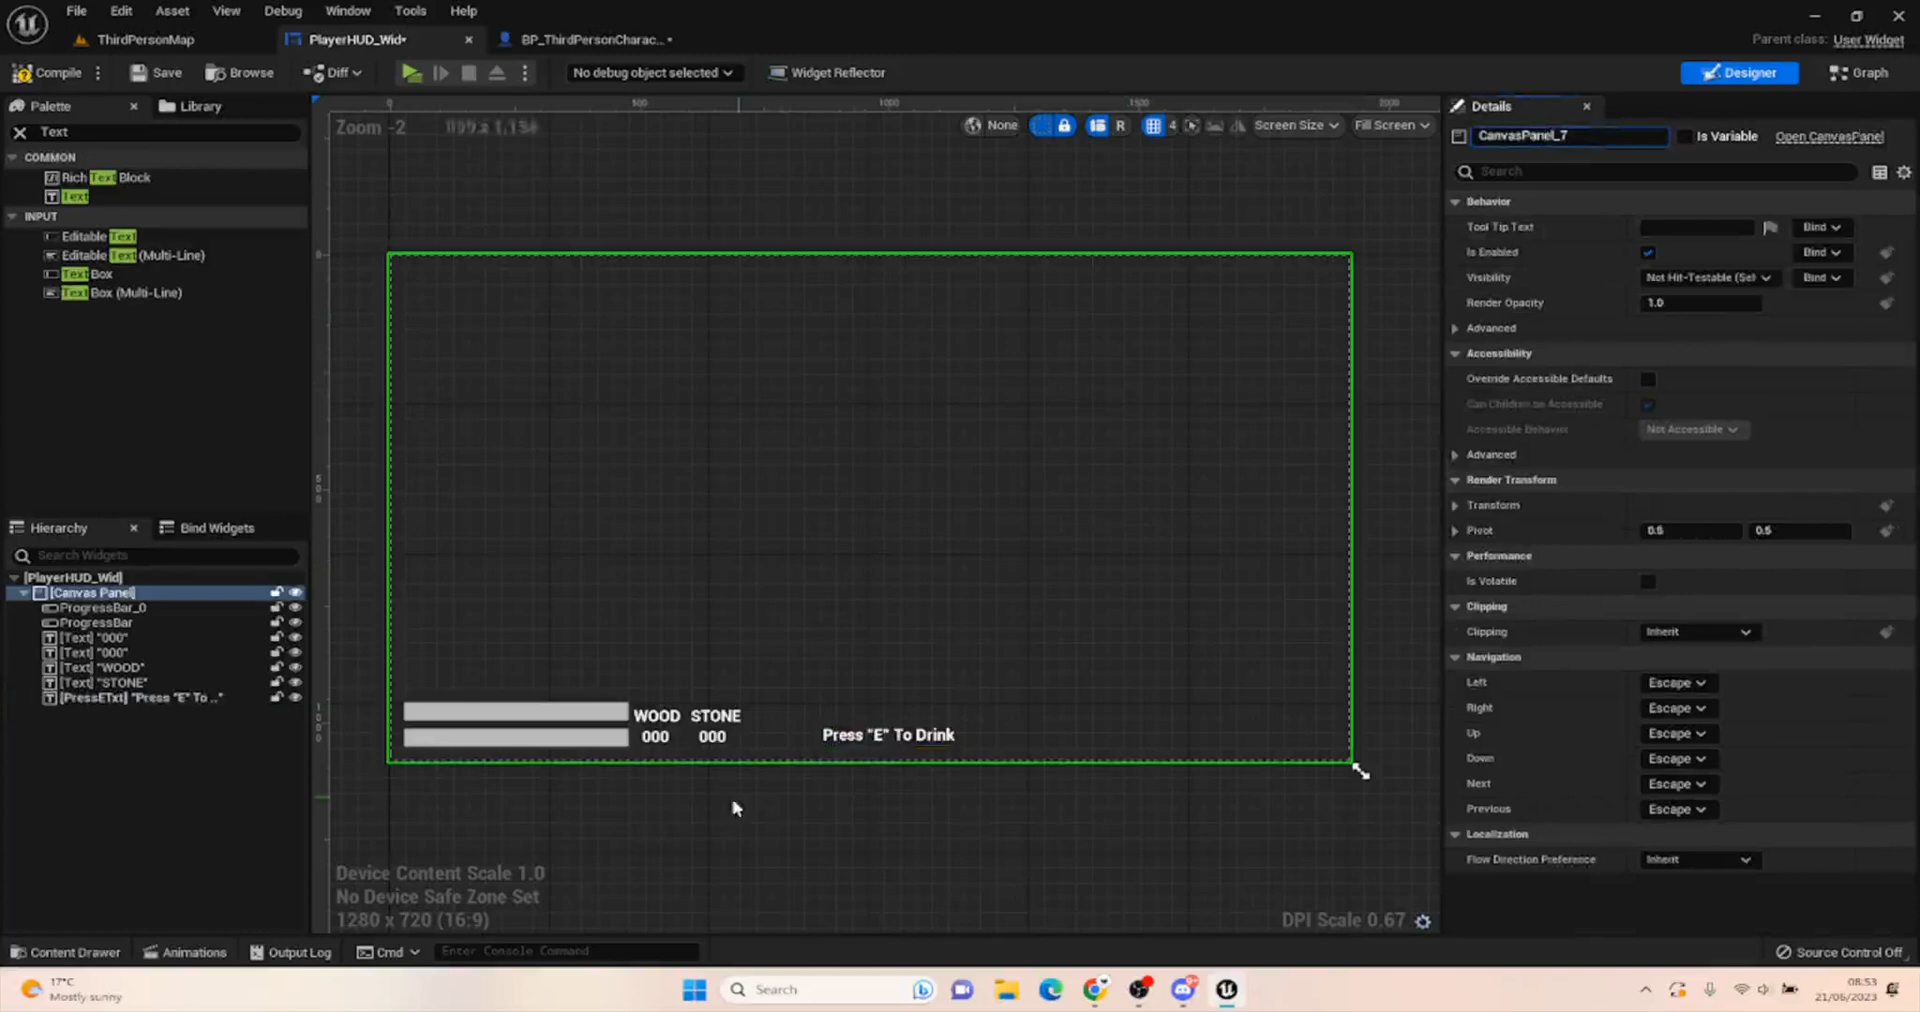 File Edit View Asset View Debug Window Tools Help
ThirdPersonMap PlayerHUD_Wid• BP_ThirdPersonCharac... •
Parent class: User Widget
Compile Save Browse Diff No debug object selected Widget Reflector Designer Graph
Palette Library
Text
COMMON
Rich Text Block
Text
INPUT
Editable Text
Editable Text (Multi-Line)
Text Box
Text Box (Multi-Line)
Hierarchy Bind Widgets
Search Widgets
[PlayerHUD_Wid]
[Canvas Panel]
ProgressBar_0
ProgressBar
[Text] "000"
[Text] "000"
[Text] "WOOD"
[Text] "STONE"
[PressETxt] "Press "E" To .."
0 500 1000 1500 2000
Zoom -2
None R 4 Screen Size Fill Screen
0
500
1000
WOOD STONE
000 000
Press "E" To Drink
Device Content Scale 1.0
No Device Safe Zone Set
1280 x 720 (16:9)
DPI Scale 0.67
Details
CanvasPanel_7 Is Variable Open CanvasPanel
Search
Behavior
Tool Tip Text Bind
Is Enabled Bind
Visibility Not Hit-Testable (Sel Bind
Render Opacity 1.0
Advanced
Accessibility
Override Accessible Defaults
Can Children be Accessible
Accessible Behavior Not Accessible
Advanced
Render Transform
Transform
Pivot 0.5 0.5
Performance
Is Volatile
Clipping
Clipping Inherit
Navigation
Left Escape
Right Escape
Up Escape
Down Escape
Next Escape
Previous Escape
Localization
Flow Direction Preference Inherit
Content Drawer Animations Output Log Cmd Enter Console Command Source Control Off
17°C
Mostly sunny
Search
08:53
21/06/2023